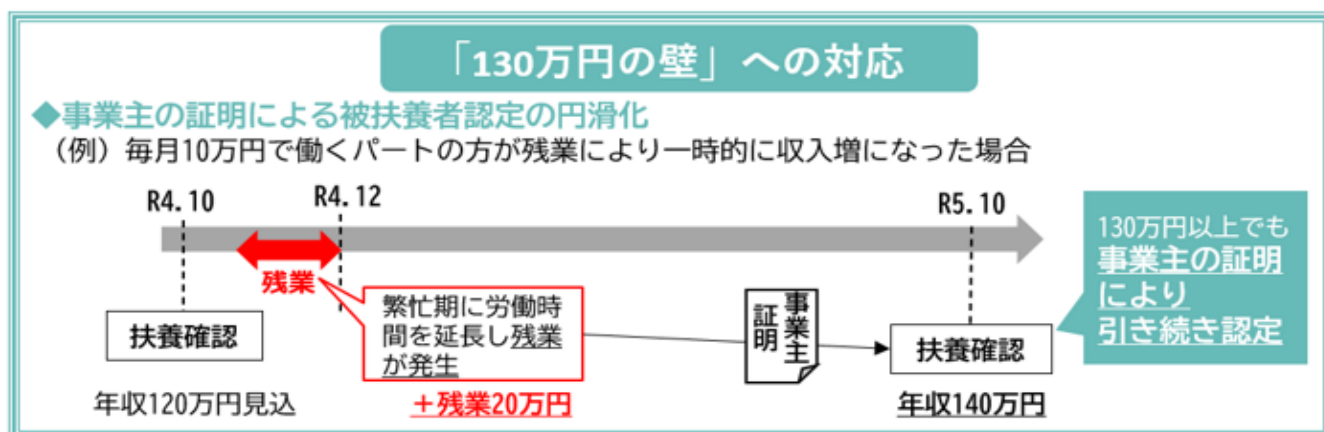 「130万円の壁」への対応
◆事業主の証明による被扶養者認定の円滑化
（例）毎月10万円で働くパートの方が残業により一時的に収入増になった場合
R4.10
R4.12
R5.10
残業
扶養確認
年収120万円見込
繁忙期に労働時
間を延長し残業
が発生
＋残業20万円
事業主
証明
扶養確認
年収140万円
130万円以上でも
事業主の証明
により
引き続き認定